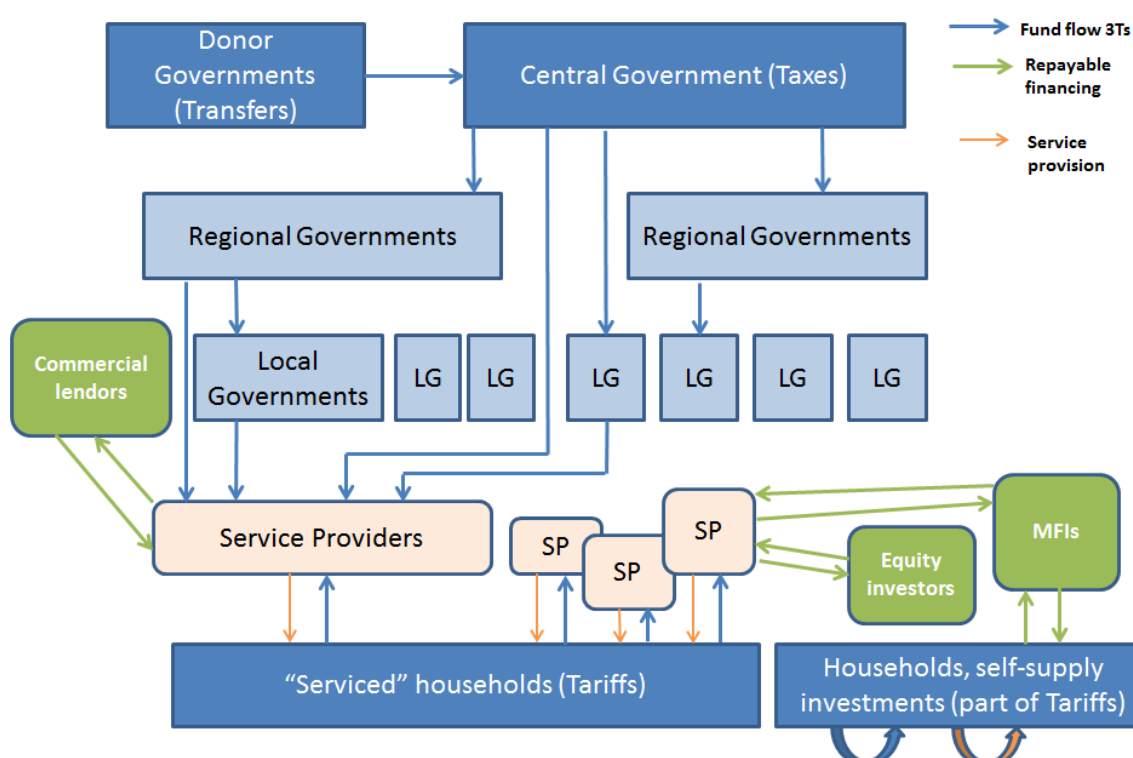 Donor
Governments
(Transfers)
Central Government (Taxes)
Fund flow 3Ts
Repayable
financing
Service
provision
Regional Governments
Regional Governments
Commercial
lendors
Local
Governments
LG
LG
LG
LG
LG
LG
Service Providers
SP
SP
SP
MFIs
Equity
investors
“Serviced” households (Tariffs)
Households, self-supply
investments (part of Tariffs)